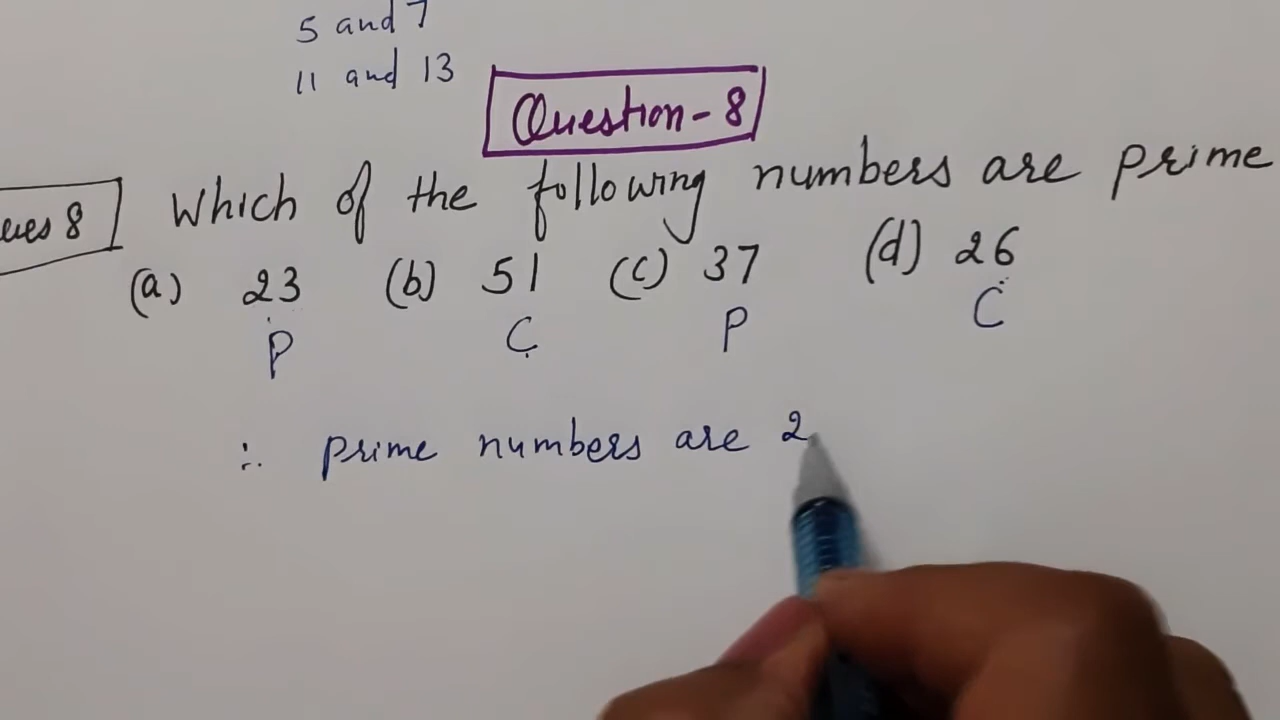 5 and 7
11 and 13
Question-8
8 Which of the following numbers are prime
(a) 23 (b) 51 (c) 37 (d) 26
P C P C
∴ prime numbers are 2